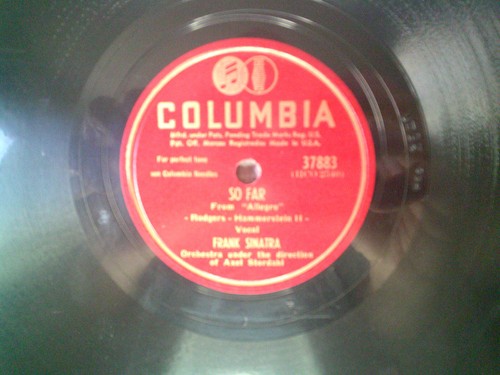 COLUMBIA
Mfd. under Pats. Pending Trade Marks Reg. U.S.
Pat. Off. Marcas Registradas Made in U.S.A.
For perfect tone
use Columbia Needles
37883
SO FAR
From "Allegro"
- Rodgers - Hammerstein II -
Vocal
FRANK SINATRA
Orchestra under the direction
of Axel Stordahl